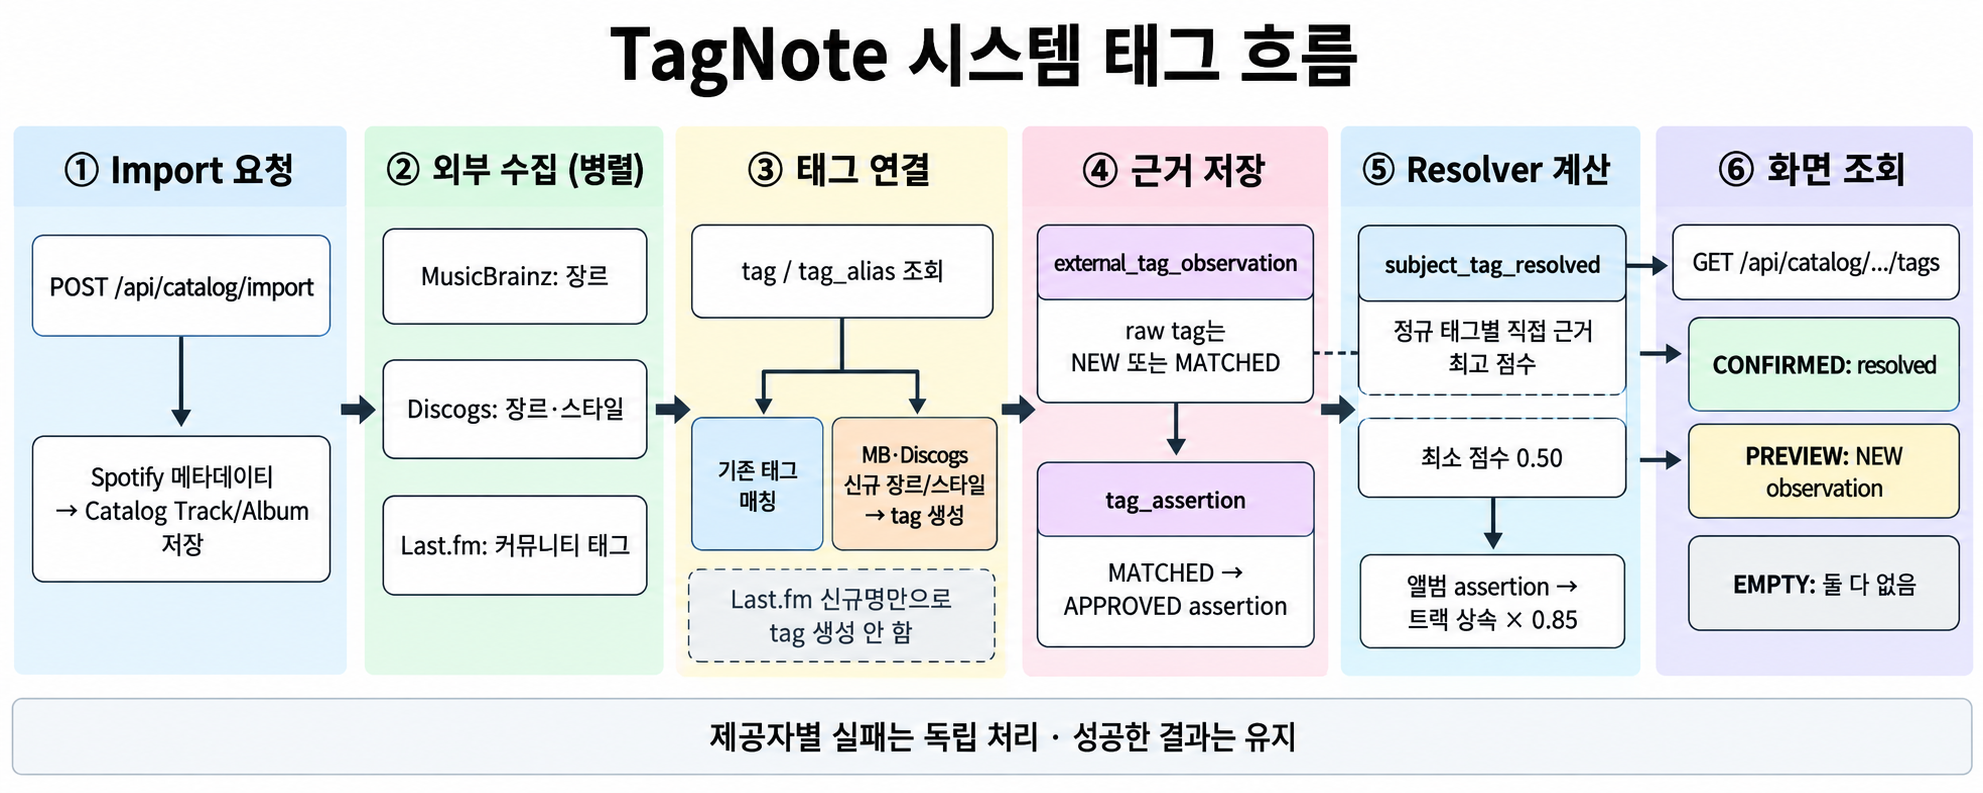 TagNote 시스템 태그 흐름
① Import 요청
POST /api/catalog/import
Spotify 메타데이티
→ Catalog Track/Album
저장
② 외부 수집 (병렬)
MusicBrainz: 장르
Discogs: 장르·스타일
Last.fm: 커뮤니티 태그
③ 태그 연결
tag / tag_alias 조회
기존 태그
매칭
MB·Discogs
신규 장르/스타일
→ tag 생성
Last.fm 신규명만으로
tag 생성 안 함
④ 근거 저장
external_tag_observation
raw tag는
NEW 또는 MATCHED
tag_assertion
MATCHED →
APPROVED assertion
⑤ Resolver 계산
subject_tag_resolved
정규 태그별 직접 근거
최고 점수
최소 점수 0.50
앨범 assertion →
트랙 상속 × 0.85
⑥ 화면 조회
GET /api/catalog/.../tags
CONFIRMED: resolved
PREVIEW: NEW
observation
EMPTY: 둘 다 없음
제공자별 실패는 독립 처리 · 성공한 결과는 유지